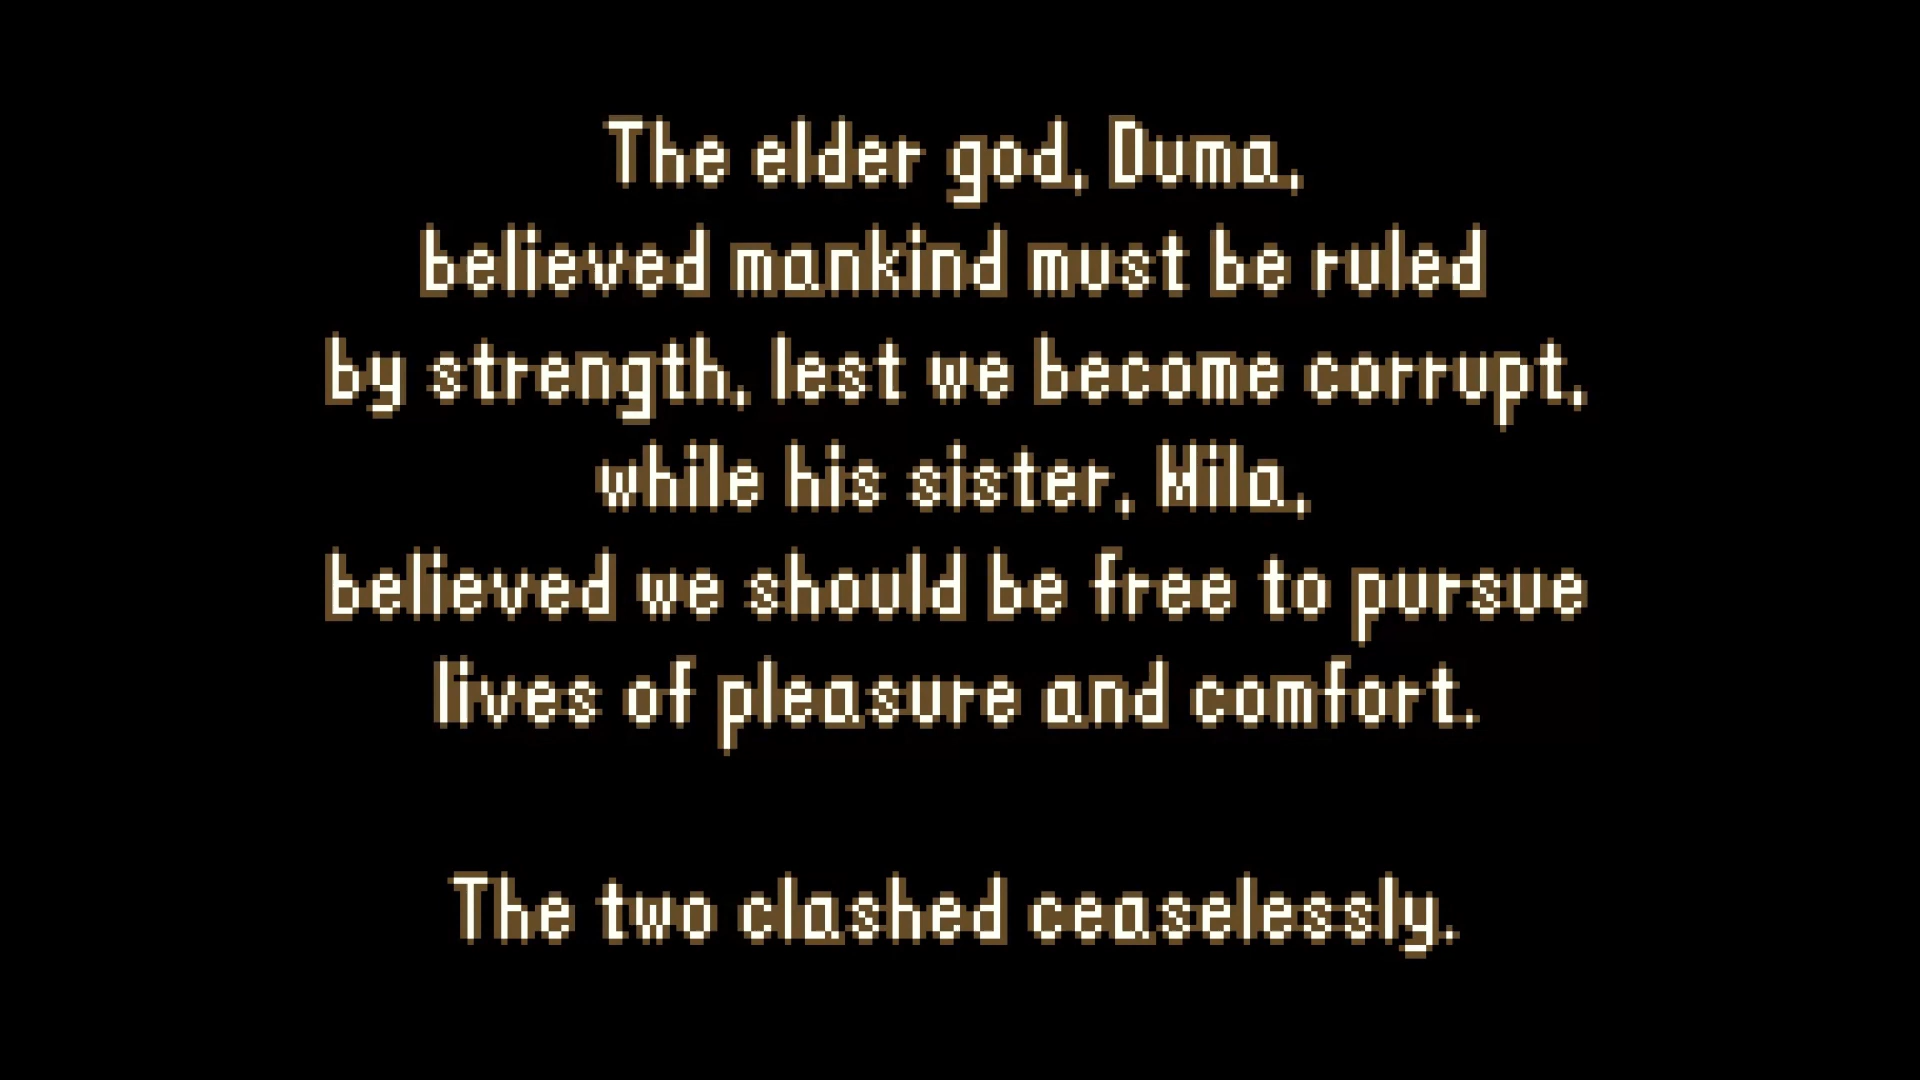 The elder god, Duma,
believed mankind must be ruled
by strength, lest we become corrupt,
while his sister, Mila,
believed we should be free to pursue
lives of pleasure and comfort.
The two clashed ceaselessly.